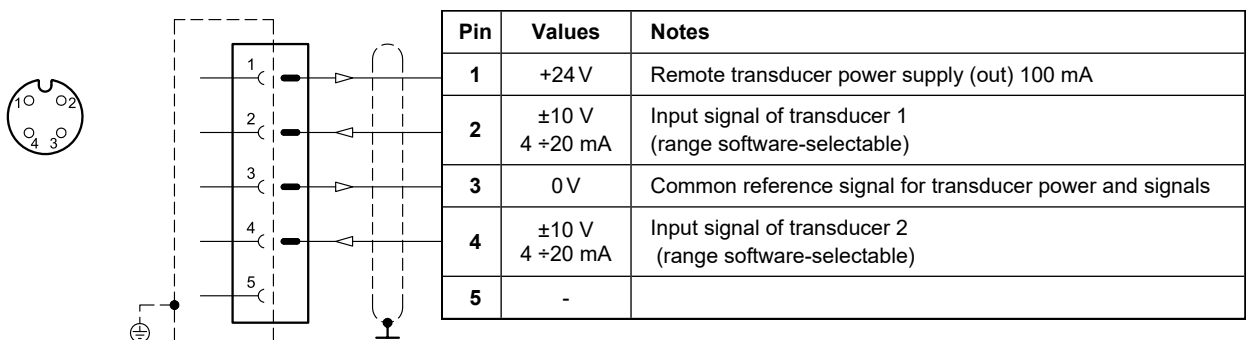 1 2
4 3
1
2
3
4
5
Pin Values Notes
1 +24 V Remote transducer power supply (out) 100 mA
2 ±10 V Input signal of transducer 1
4 ÷20 mA (range software-selectable)
3 0 V Common reference signal for transducer power and signals
4 ±10 V Input signal of transducer 2
4 ÷20 mA (range software-selectable)
5 -